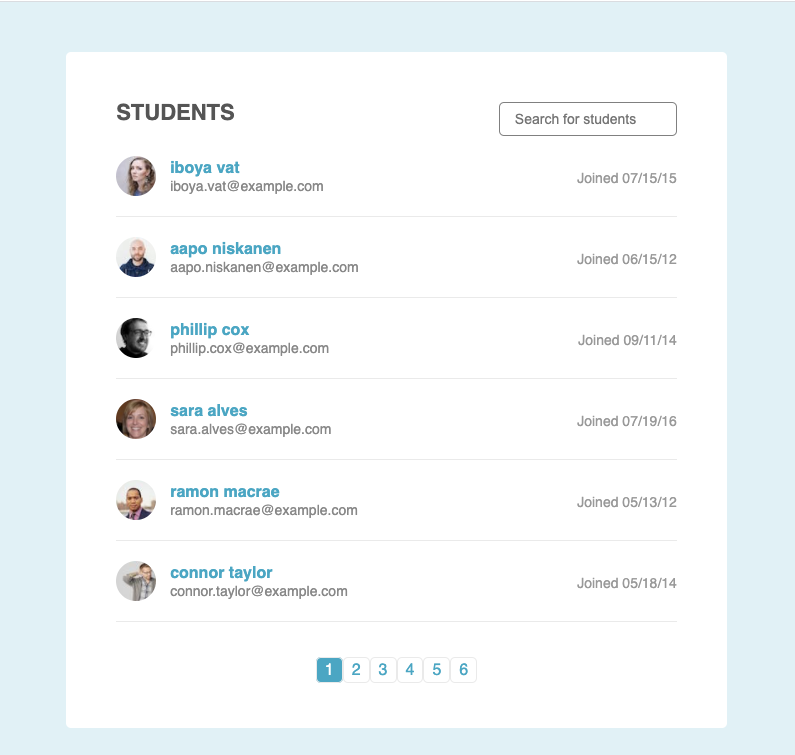 STUDENTS
Search for students
iboya vat
iboya.vat@example.com
Joined 07/15/15
aapo niskanen
aapo.niskanen@example.com
Joined 06/15/12
phillip cox
phillip.cox@example.com
Joined 09/11/14
sara alves
sara.alves@example.com
Joined 07/19/16
ramon macrae
ramon.macrae@example.com
Joined 05/13/12
connor taylor
connor.taylor@example.com
Joined 05/18/14
1 2 3 4 5 6